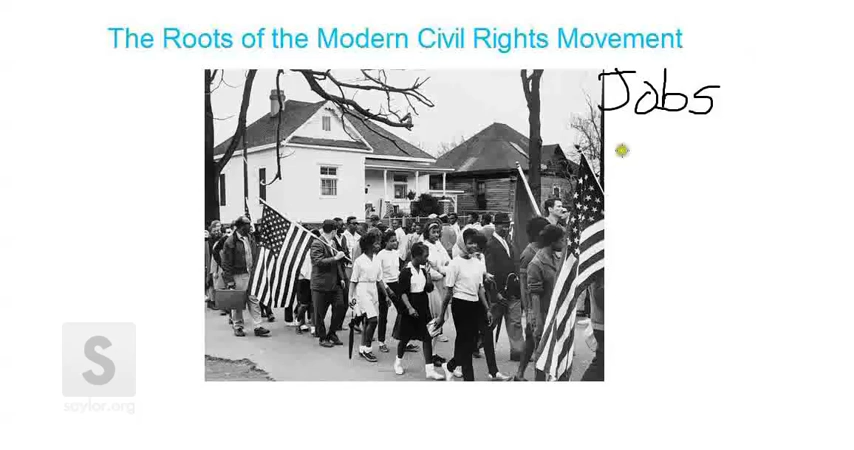 The Roots of the Modern Civil Rights Movement
Jobs
S
saylor.org